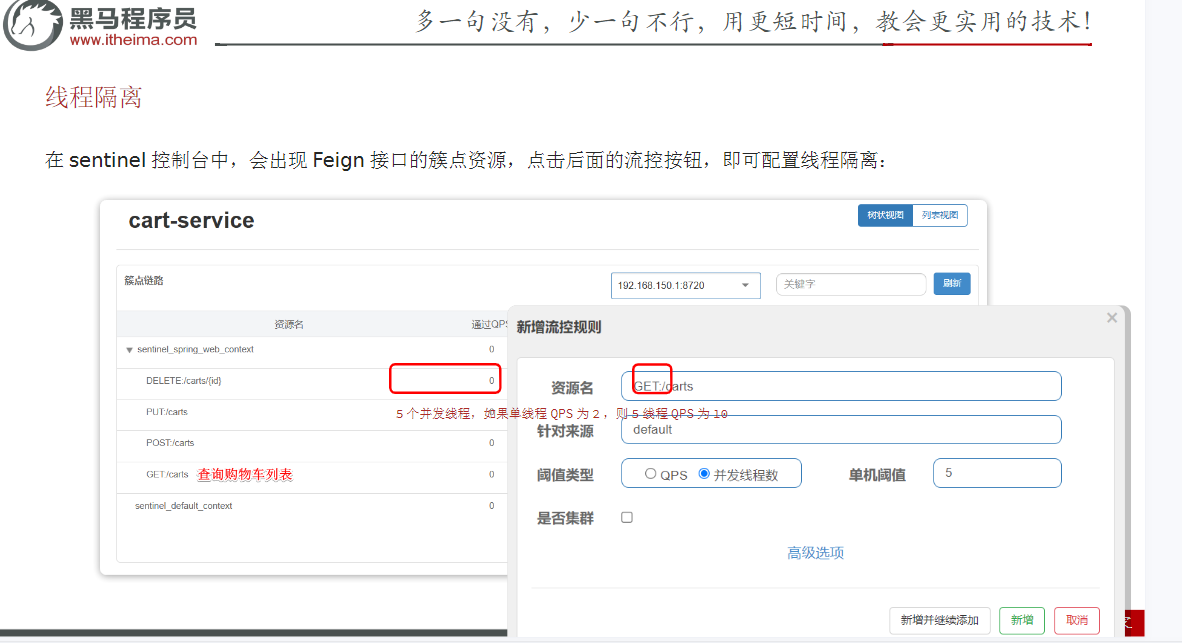 黑马程序员
www.itheima.com
多一句没有，少一句不行，用更短时间，教会更实用的技术！
线程隔离
在 sentinel 控制台中，会出现 Feign 接口的簇点资源，点击后面的流控按钮，即可配置线程隔离：
cart-service
树状视图 列表视图
簇点链路
192.168.150.1:8720
关键字
刷新
资源名 通过QPS
sentinel_spring_web_context 0
DELETE:/carts/{id} 0
PUT:/carts
POST:/carts 0
GET:/carts 查询购物车列表 0
sentinel_default_context 0
新增流控规则
资源名 GET:/carts
5 个并发线程，如果单线程 QPS 为 2 ，则 5 线程 QPS 为 10
针对来源 default
阈值类型 QPS 并发线程数 单机阈值 5
是否集群
高级选项
新增并继续添加 新增 取消